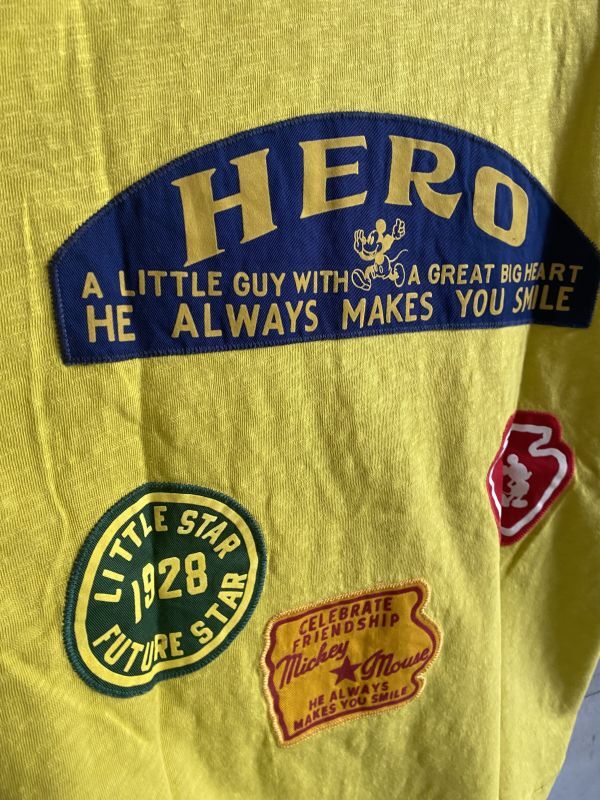 HERO
A LITTLE GUY WITH A GREAT BIG HEART
HE ALWAYS MAKES YOU SMILE
LITTLE STAR
1928
FUTURE STAR
CELEBRATE
FRIENDSHIP
Mickey Mouse
HE ALWAYS
MAKES YOU SMILE